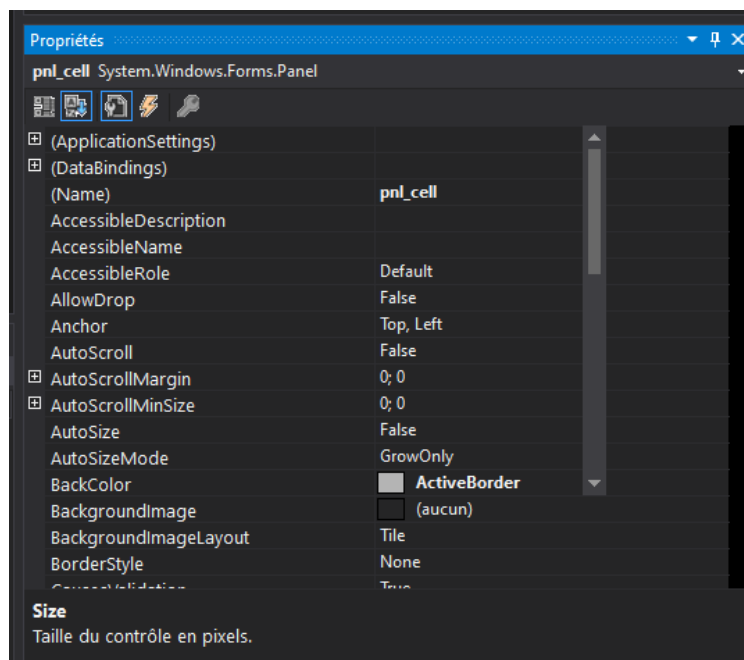 Propriétés
pnl_cell System.Windows.Forms.Panel
(ApplicationSettings)
(DataBindings)
(Name) pnl_cell
AccessibleDescription
AccessibleName
AccessibleRole Default
AllowDrop False
Anchor Top, Left
AutoScroll False
AutoScrollMargin 0; 0
AutoScrollMinSize 0; 0
AutoSize False
AutoSizeMode GrowOnly
BackColor ActiveBorder
BackgroundImage (aucun)
BackgroundImageLayout Tile
BorderStyle None
CausesValidation True
Size
Taille du contrôle en pixels.